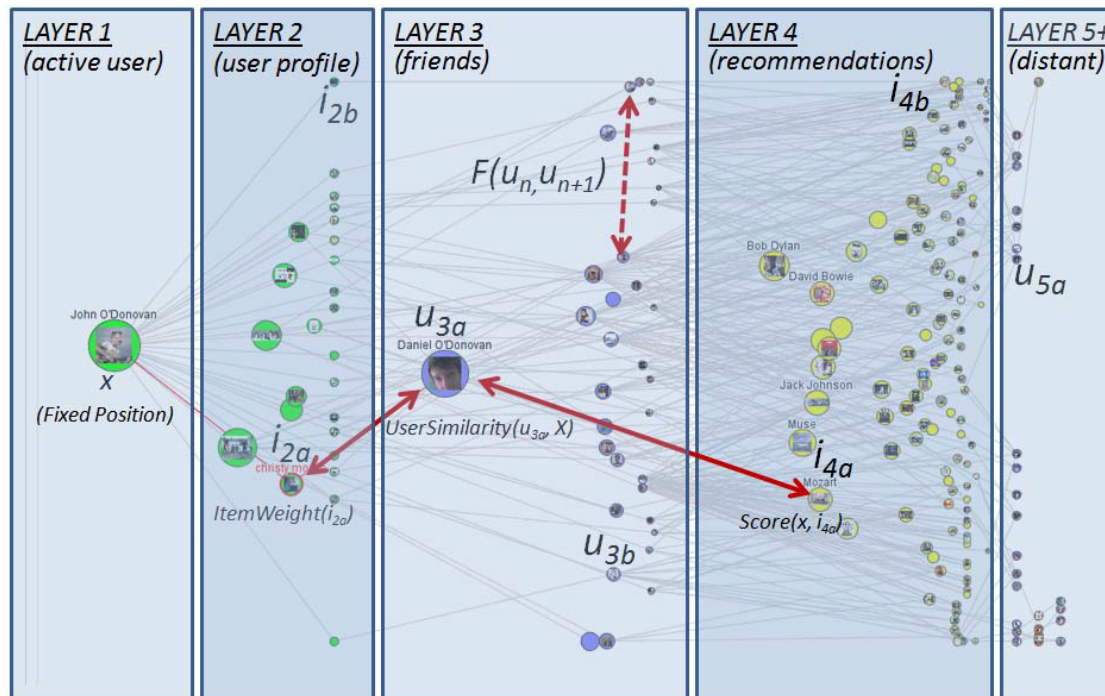 LAYER 1
(active user)
John O'Donovan
x
(Fixed Position)
LAYER 2
(user profile)
i2b
i2a
christy mo
ItemWeight(i2a)
LAYER 3
(friends)
F(un,un+1)
u3a
Daniel O'Donovan
UserSimilarity(u3a, X)
u3b
LAYER 4
(recommendations)
i4b
Bob Dylan
David Bowie
Jack Johnson
Muse
i4a
Mozart
Score(x, i4a)
LAYER 5+
(distant)
u5a